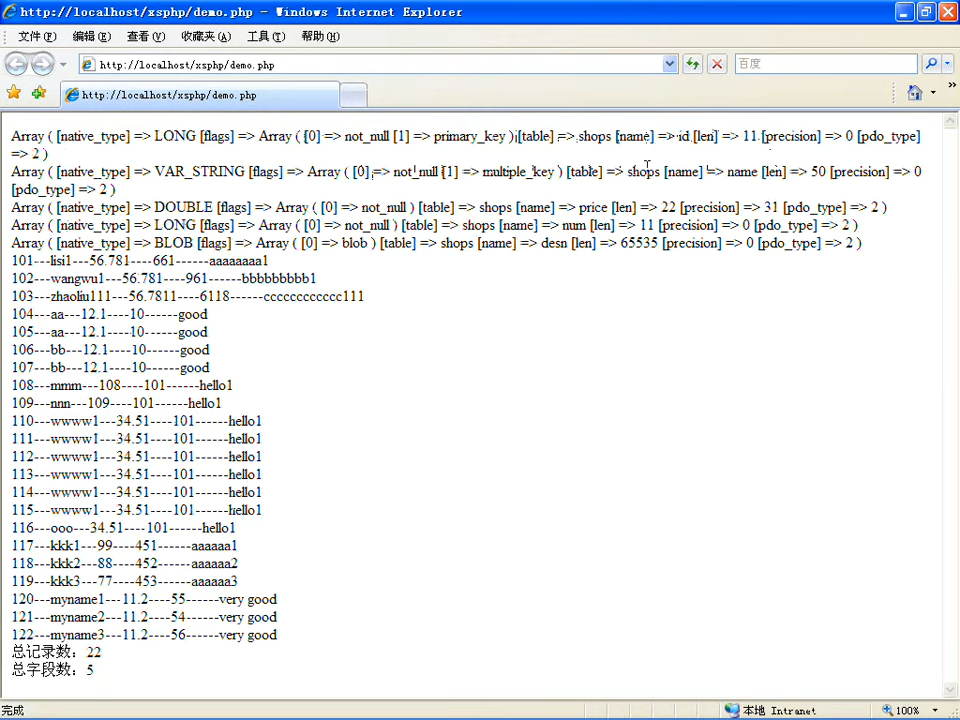 http://localhost/xsphp/demo.php - Windows Internet Explorer
文件(F) 编辑(E) 查看(V) 收藏夹(A) 工具(T) 帮助(H)
http://localhost/xsphp/demo.php 百度
http://localhost/xsphp/demo.php
Array ( [native_type] => LONG [flags] => Array ( [0] => not_null [1] => primary_key ) [table] => shops [name] => id [len] => 11 [precision] => 0 [pdo_type]
=> 2 )
Array ( [native_type] => VAR_STRING [flags] => Array ( [0] => not_null [1] => multiple_key ) [table] => shops [name] => name [len] => 50 [precision] => 0
[pdo_type] => 2 )
Array ( [native_type] => DOUBLE [flags] => Array ( [0] => not_null ) [table] => shops [name] => price [len] => 22 [precision] => 31 [pdo_type] => 2 )
Array ( [native_type] => LONG [flags] => Array ( [0] => not_null ) [table] => shops [name] => num [len] => 11 [precision] => 0 [pdo_type] => 2 )
Array ( [native_type] => BLOB [flags] => Array ( [0] => blob ) [table] => shops [name] => desn [len] => 65535 [precision] => 0 [pdo_type] => 2 )
101---lisi1---56.781----661------aaaaaaaa1
102---wangwu1---56.781----961------bbbbbbbbbb1
103---zhaoliu111---56.7811----6118------cccccccccccc111
104---aa---12.1----10------good
105---aa---12.1----10------good
106---bb---12.1----10------good
107---bb---12.1----10------good
108---mmm---108----101------hello1
109---nnn---109----101------hello1
110---wwww1---34.51----101------hello1
111---wwww1---34.51----101------hello1
112---wwww1---34.51----101------hello1
113---wwww1---34.51----101------hello1
114---wwww1---34.51----101------hello1
115---wwww1---34.51----101------hello1
116---ooo---34.51----101------hello1
117---kkk1---99----451------aaaaaa1
118---kkk2---88----452------aaaaaa2
119---kkk3---77----453------aaaaaa3
120---myname1---11.2----55------very good
121---myname2---11.2----54------very good
122---myname3---11.2----56------very good
总记录数：22
总字段数：5
完成 本地 Intranet 100%